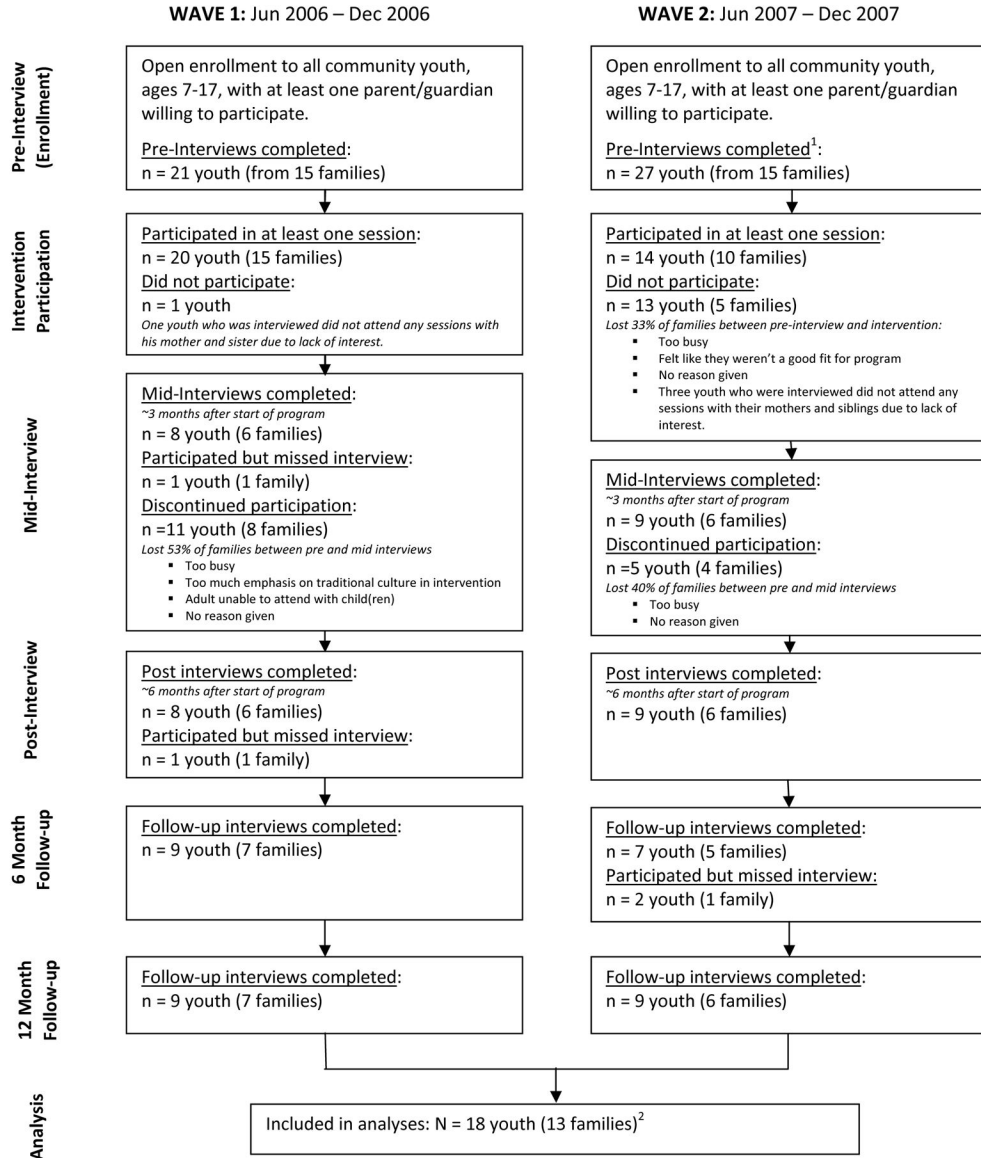 WAVE 1: Jun 2006 – Dec 2006
WAVE 2: Jun 2007 – Dec 2007
Pre-Interview
(Enrollment)
Open enrollment to all community youth,
ages 7-17, with at least one parent/guardian
willing to participate.
Pre-Interviews completed:
n = 21 youth (from 15 families)
Open enrollment to all community youth,
ages 7-17, with at least one parent/guardian
willing to participate.
Pre-Interviews completed¹:
n = 27 youth (from 15 families)
Intervention
Participation
Participated in at least one session:
n = 20 youth (15 families)
Did not participate:
n = 1 youth
One youth who was interviewed did not attend any sessions with
his mother and sister due to lack of interest.
Participated in at least one session:
n = 14 youth (10 families)
Did not participate:
n = 13 youth (5 families)
Lost 33% of families between pre-interview and intervention:
▪ Too busy
▪ Felt like they weren't a good fit for program
▪ No reason given
▪ Three youth who were interviewed did not attend any
sessions with their mothers and siblings due to lack of
interest.
Mid-Interview
Mid-Interviews completed:
~3 months after start of program
n = 8 youth (6 families)
Participated but missed interview:
n = 1 youth (1 family)
Discontinued participation:
n =11 youth (8 families)
Lost 53% of families between pre and mid interviews
▪ Too busy
▪ Too much emphasis on traditional culture in intervention
▪ Adult unable to attend with child(ren)
▪ No reason given
Mid-Interviews completed:
~3 months after start of program
n = 9 youth (6 families)
Discontinued participation:
n =5 youth (4 families)
Lost 40% of families between pre and mid interviews
▪ Too busy
▪ No reason given
Post-Interview
Post interviews completed:
~6 months after start of program
n = 8 youth (6 families)
Participated but missed interview:
n = 1 youth (1 family)
Post interviews completed:
~6 months after start of program
n = 9 youth (6 families)
6 Month
Follow-up
Follow-up interviews completed:
n = 9 youth (7 families)
Follow-up interviews completed:
n = 7 youth (5 families)
Participated but missed interview:
n = 2 youth (1 family)
12 Month
Follow-up
Follow-up interviews completed:
n = 9 youth (7 families)
Follow-up interviews completed:
n = 9 youth (6 families)
Analysis
Included in analyses: N = 18 youth (13 families)²